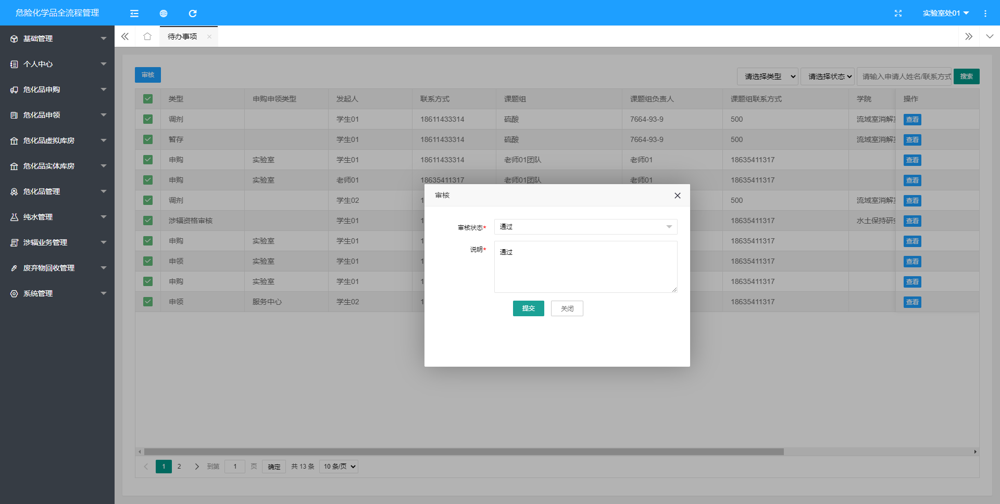 危险化学品全流程管理
实验室处01
基础管理
个人中心
危化品申购
危化品申领
危化品虚拟库房
危化品实体库房
危化品管理
纯水管理
涉辐业务管理
废弃物回收管理
系统管理
待办事项
审核
请选择类型 请选择状态 请输入申请人姓名/联系方式 搜索
类型 申购申领类型 发起人 联系方式 课题组 课题组负责人 课题组联系方式 学院 操作
调剂 学生01 18611433314 硫酸 7664-93-9 500 流域室消解 查看
暂存 学生01 18611433314 硫酸 7664-93-9 500 流域室消解 查看
申购 实验室 学生01 18611433314 老师01团队 老师01 18635411317 查看
申购 实验室 老师01 18635411317 老师01团队 老师01 18635411317 查看
调剂 学生02 1 500 流域室消解 查看
涉辐资格审核 学生01 1 18635411317 水土保持研 查看
申购 实验室 学生01 1 18635411317 查看
申领 实验室 学生01 1 18635411317 查看
申购 实验室 学生01 1 18635411317 查看
申领 服务中心 学生02 1 18635411317 查看
审核
审核状态* 通过
说明* 通过
提交 关闭
1 2 到第 1 页 确定 共 13 条 10 条/页